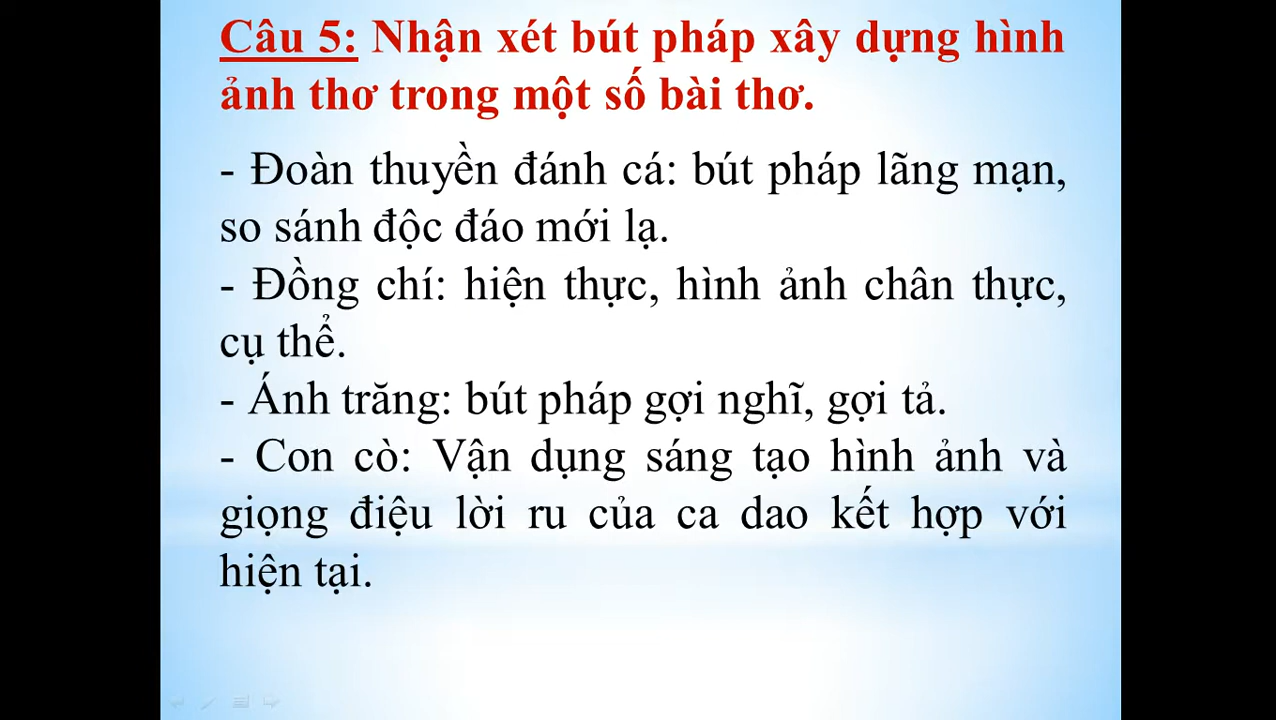 Câu 5: Nhận xét bút pháp xây dựng hình
ảnh thơ trong một số bài thơ.
- Đoàn thuyền đánh cá: bút pháp lãng mạn,
so sánh độc đáo mới lạ.
- Đồng chí: hiện thực, hình ảnh chân thực,
cụ thể.
- Ánh trăng: bút pháp gợi nghĩ, gợi tả.
- Con cò: Vận dụng sáng tạo hình ảnh và
giọng điệu lời ru của ca dao kết hợp với
hiện tại.